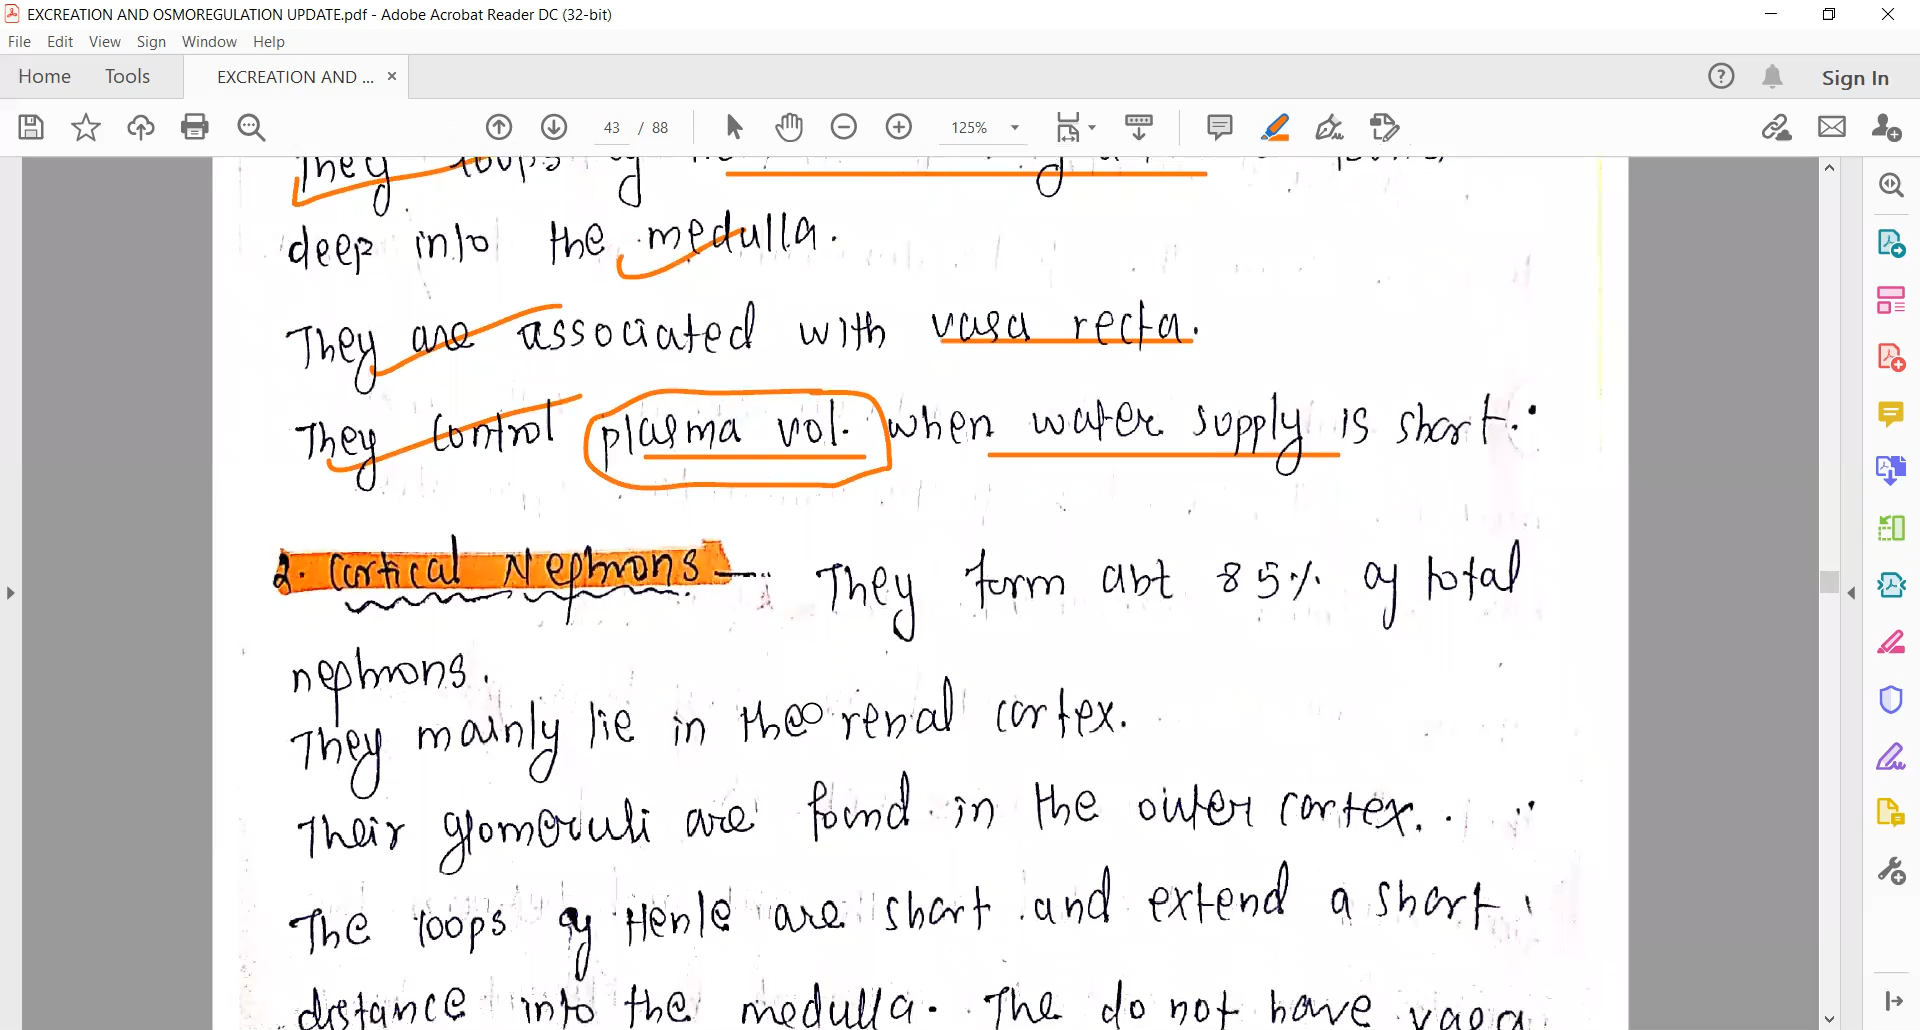 EXCREATION AND OSMOREGULATION UPDATE.pdf - Adobe Acrobat Reader DC (32-bit)
File Edit View Sign Window Help
Home Tools EXCREATION AND ... × Sign In
43 / 88 125%
They loops of
deep into the medulla.
They are associated with vasa recta.
They control plasma vol. when water supply is short.
2. Cortical Nephrons — They form abt 85% of total
nephrons.
They mainly lie in the renal cortex.
Their glomeruli are found in the outer cortex.
The loops of Henle are short and extend a short
distance into the medulla. The do not have vasa